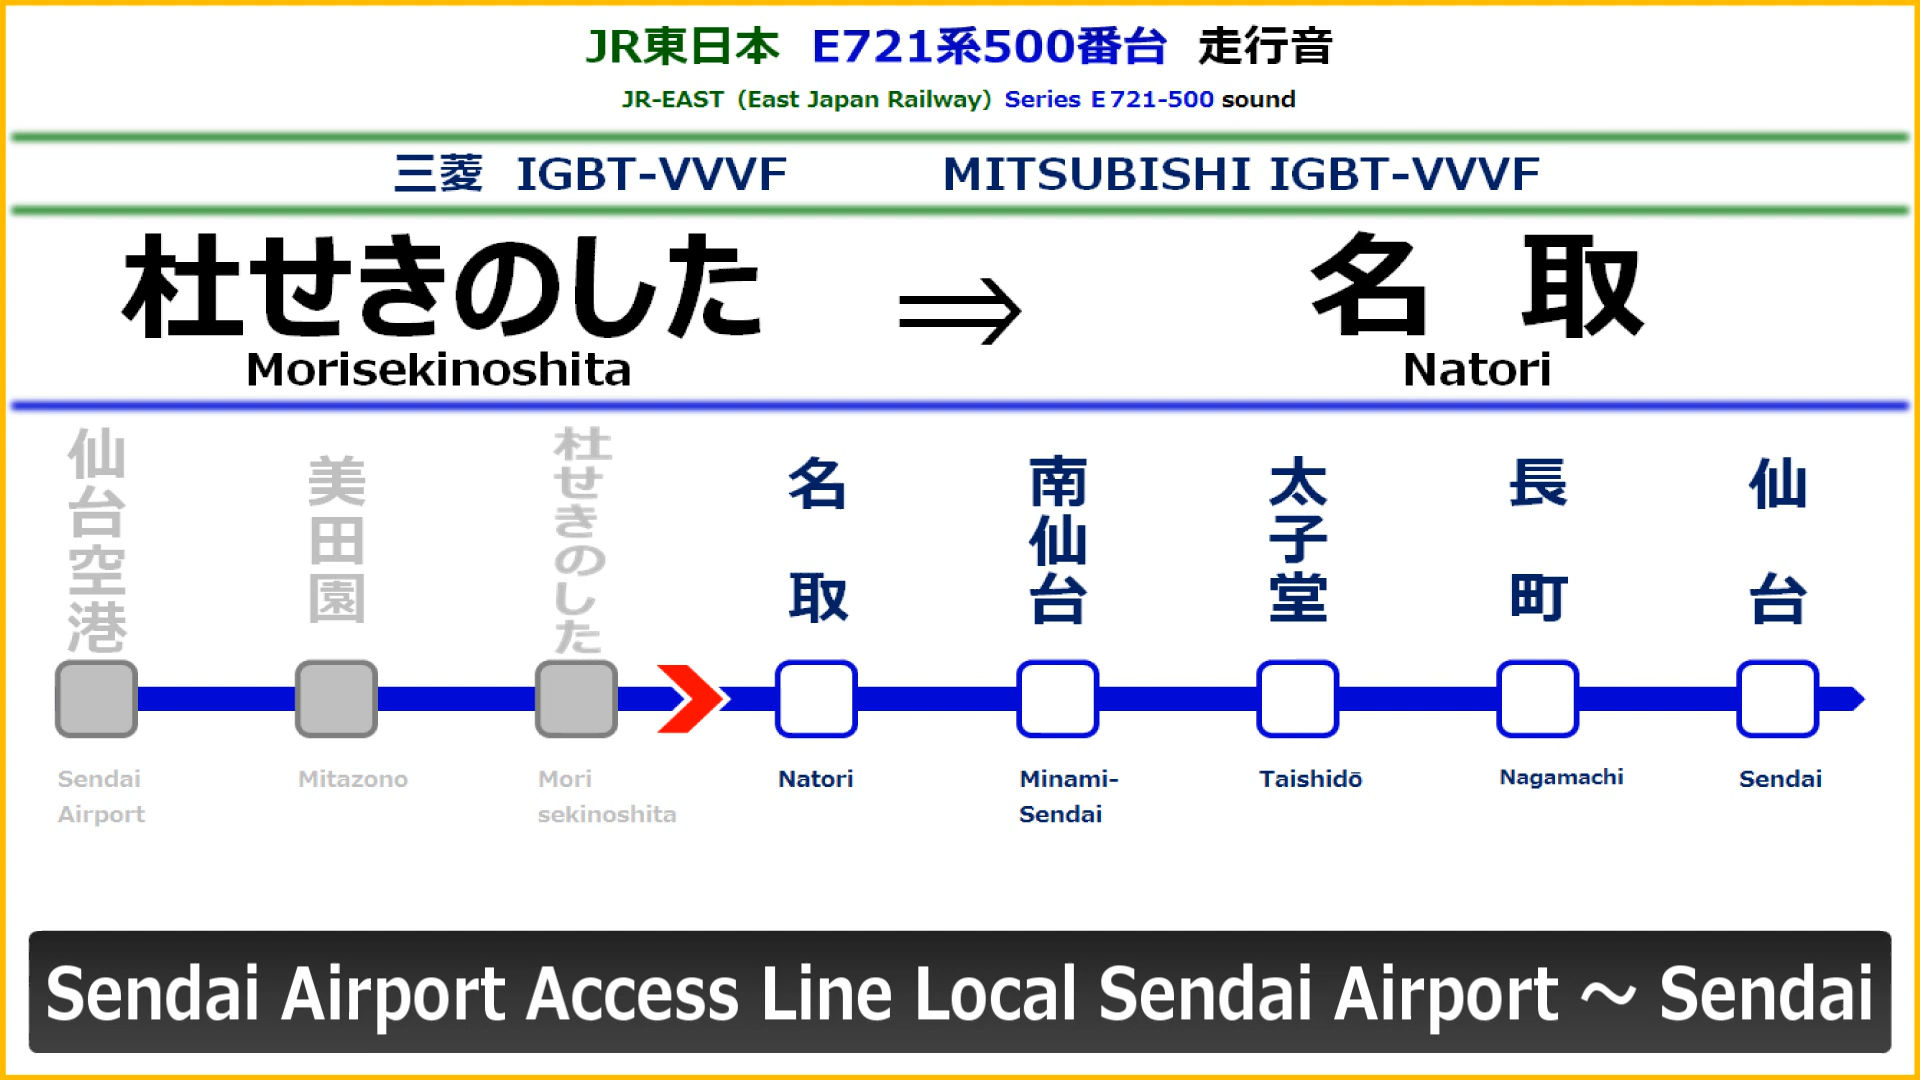 JR東日本 E721系500番台 走行音
JR-EAST（East Japan Railway）Series E721-500 sound
三菱 IGBT-VVVF MITSUBISHI IGBT-VVVF
杜せきのした ⇒ 名取
Morisekinoshita Natori
仙台空港
美田園
杜せきのした
名取
南仙台
太子堂
長町
仙台
Sendai
Airport
Mitazono
Mori
sekinoshita
Natori
Minami-
Sendai
Taishidō
Nagamachi
Sendai
Sendai Airport Access Line Local Sendai Airport ～ Sendai